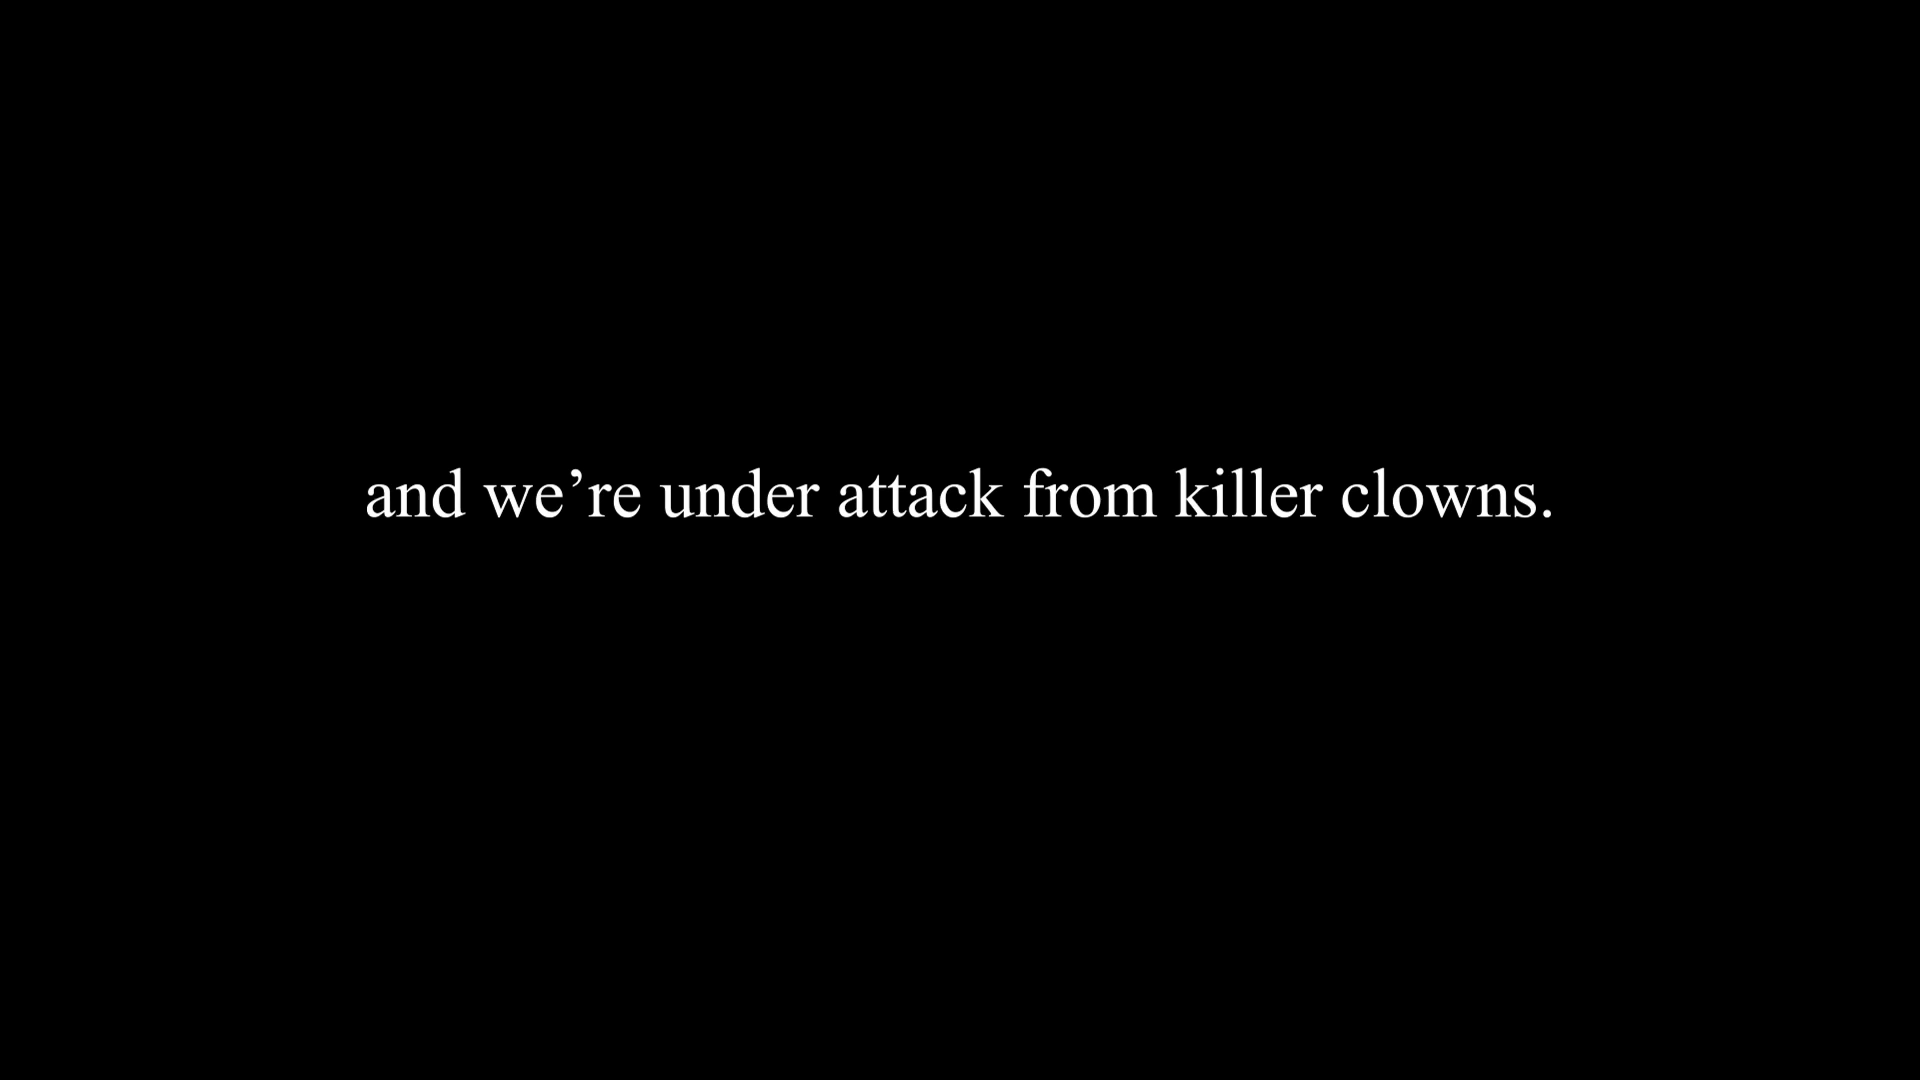 and we’re under attack from killer clowns.